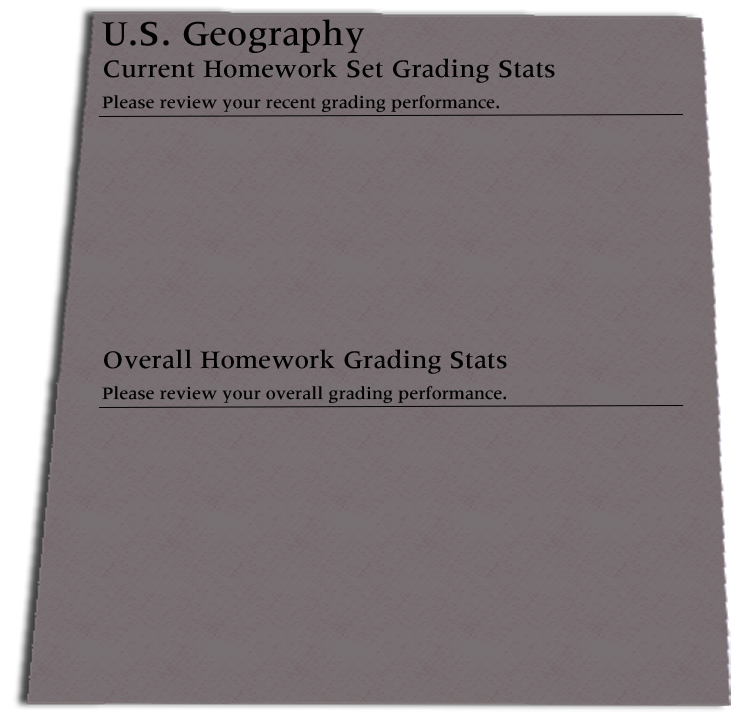 U.S. Geography
Current Homework Set Grading Stats
Please review your recent grading performance.
Overall Homework Grading Stats
Please review your overall grading performance.